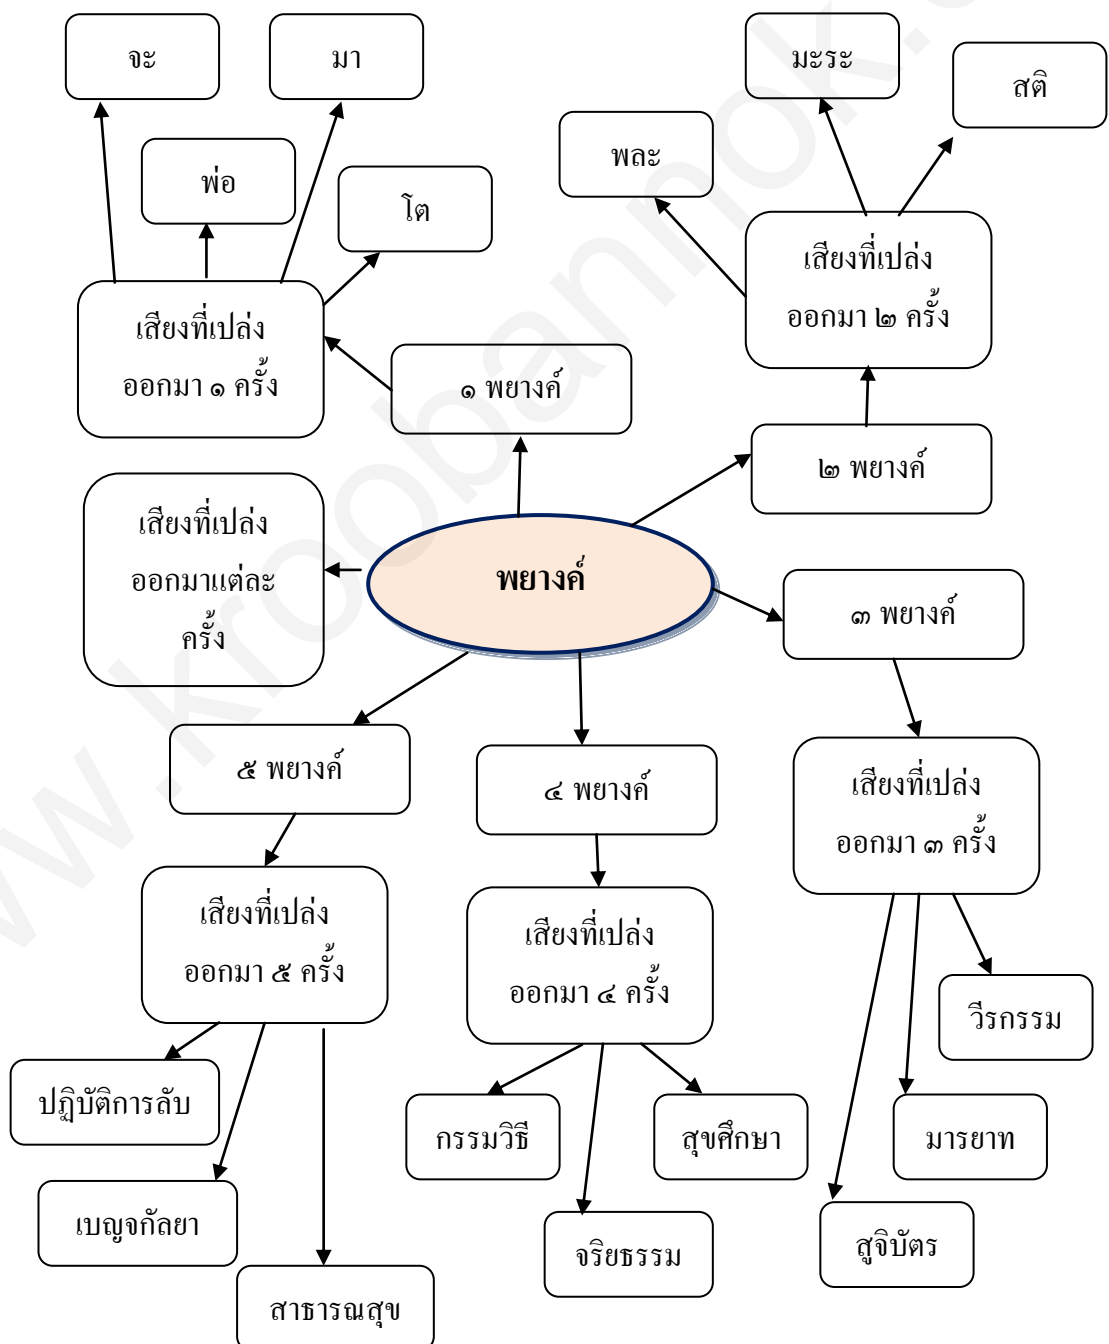 จะ
มา
พ่อ
โต
เสียงที่เปล่ง
ออกมา ๑ ครั้ง
๑ พยางค์
มะระ
สติ
พละ
เสียงที่เปล่ง
ออกมา ๒ ครั้ง
๒ พยางค์
เสียงที่เปล่ง
ออกมาแต่ละ
ครั้ง
พยางค์
๓ พยางค์
เสียงที่เปล่ง
ออกมา ๓ ครั้ง
วีรกรรม
มารยาท
สูจิบัตร
๔ พยางค์
เสียงที่เปล่ง
ออกมา ๔ ครั้ง
กรรมวิธี
สุขศึกษา
จริยธรรม
๕ พยางค์
เสียงที่เปล่ง
ออกมา ๕ ครั้ง
ปฏิบัติการลับ
เบญจกัลยา
สาธารณสุข
w.kroobannok.